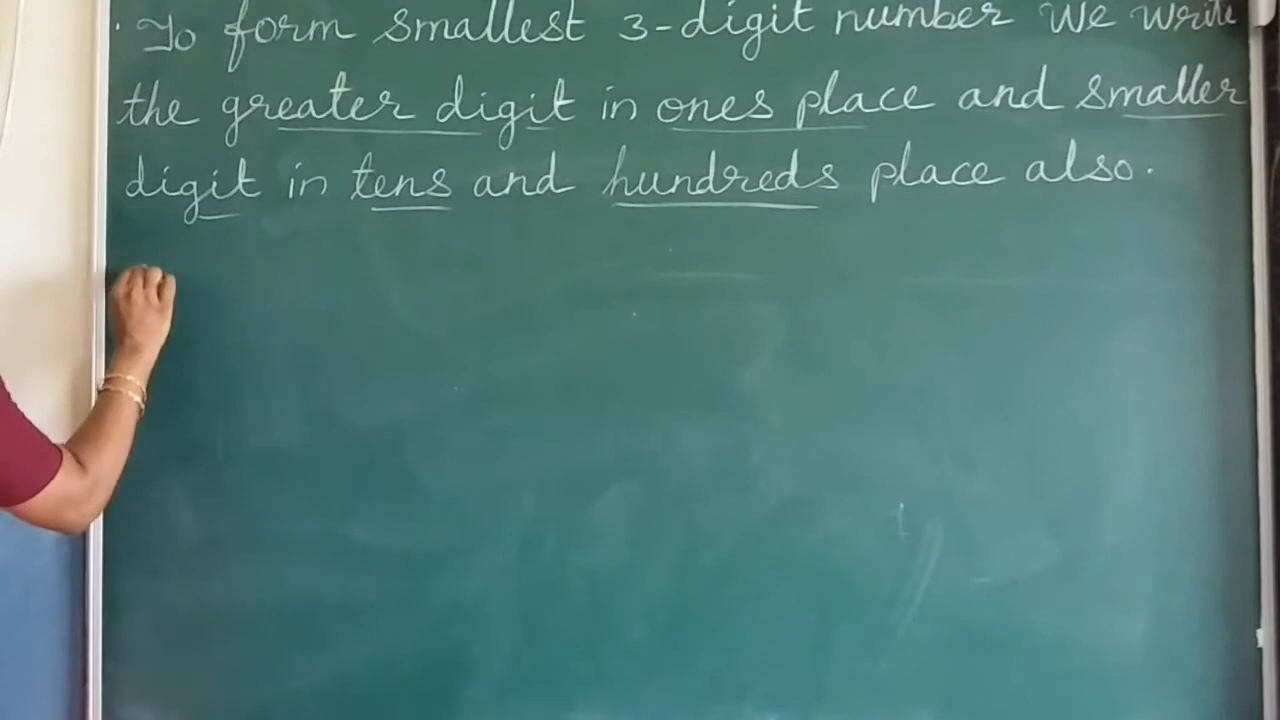 . To form smallest 3-digit number We write
the greater digit in ones place and smaller
digit in tens and hundreds place also.